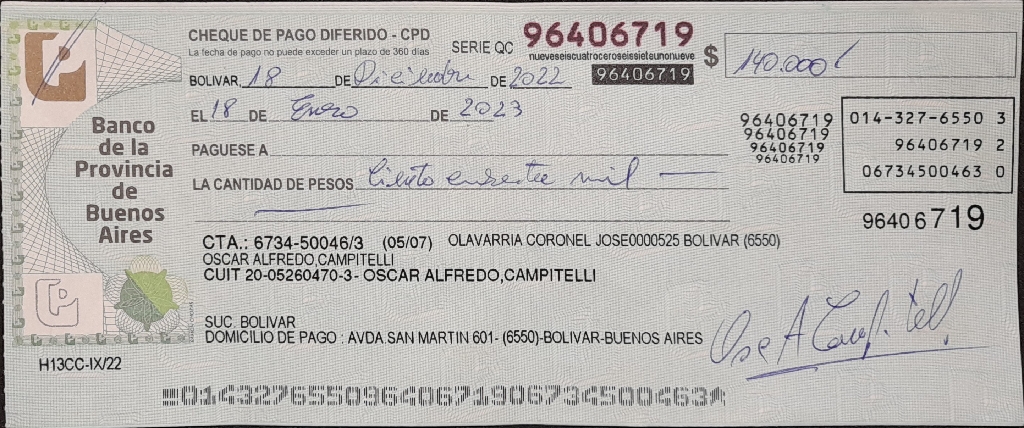 CHEQUE DE PAGO DIFERIDO - CPD
La fecha de pago no puede exceder un plazo de 360 días
SERIE QC 96406719
nueveseiscuatroceroseissieteunonueve
96406719
$ 140.000
BOLIVAR, 18 DE Diciembre DE 2022
EL 18 DE Enero DE 2023
PAGUESE A
LA CANTIDAD DE PESOS Ciento cuarenta mil
Banco
de la
Provincia
de
Buenos
Aires
96406719
96406719
96406719
96406719
014-327-6550 3
96406719 2
06734500463 0
96406719
CTA.: 6734-50046/3 (05/07) OLAVARRIA CORONEL JOSE0000525 BOLIVAR (6550)
OSCAR ALFREDO,CAMPITELLI
CUIT 20-05260470-3- OSCAR ALFREDO,CAMPITELLI
SUC. BOLIVAR
DOMICILIO DE PAGO : AVDA SAN MARTIN 601- (6550)-BOLIVAR-BUENOS AIRES
H13CC-IX/22
01432765509640671906734500463